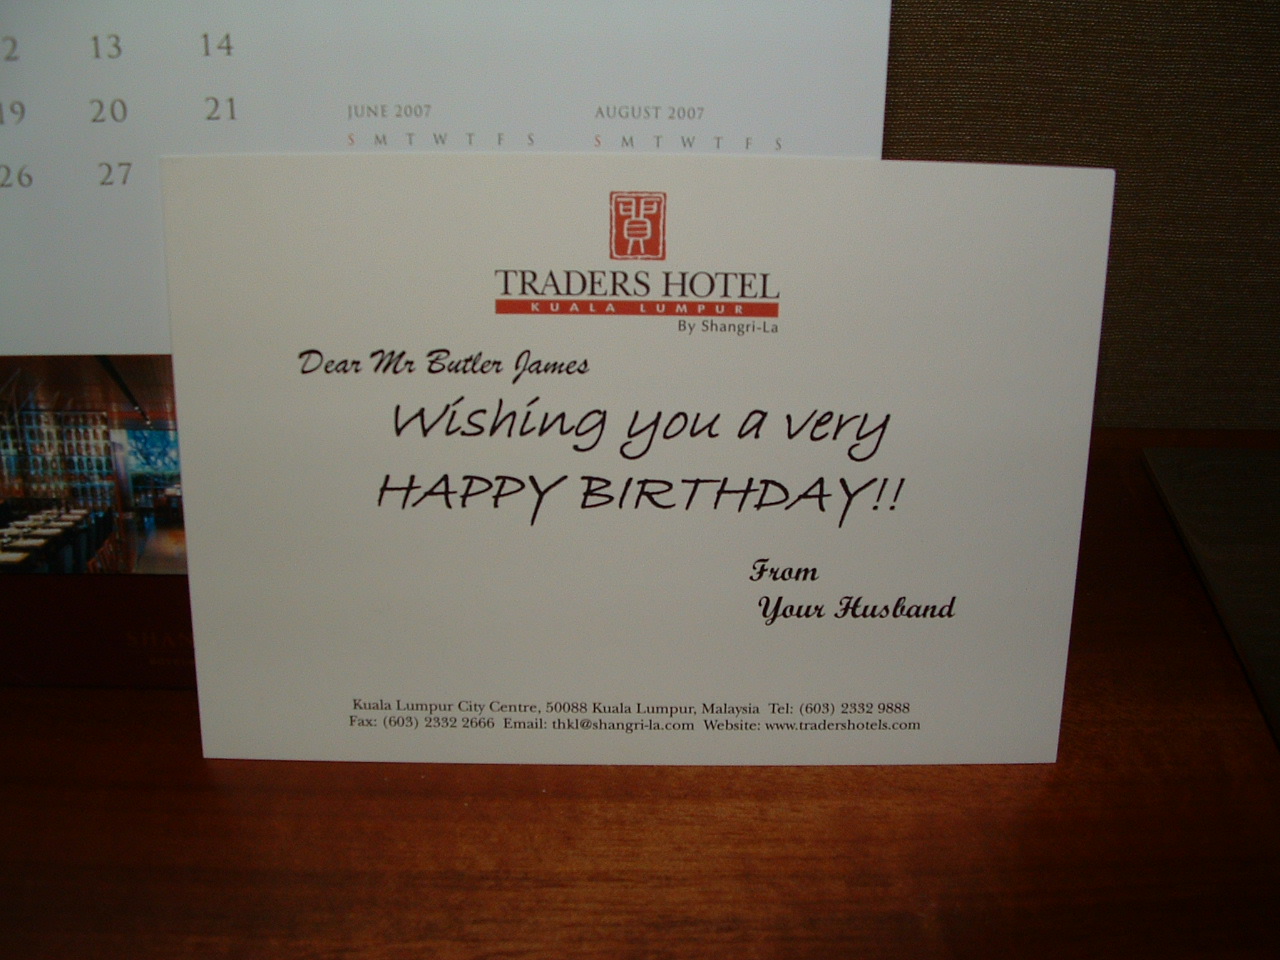 12 13 14
19 20 21
26 27
JUNE 2007 AUGUST 2007
S M T W T F S S M T W T F S
賈
TRADERS HOTEL
KUALA LUMPUR
By Shangri-La
Dear Mr Butler James
Wishing you a very
HAPPY BIRTHDAY!!
From
Your Husband
Kuala Lumpur City Centre, 50088 Kuala Lumpur, Malaysia Tel: (603) 2332 9888
Fax: (603) 2332 2666 Email: thkl@shangri-la.com Website: www.tradershotels.com